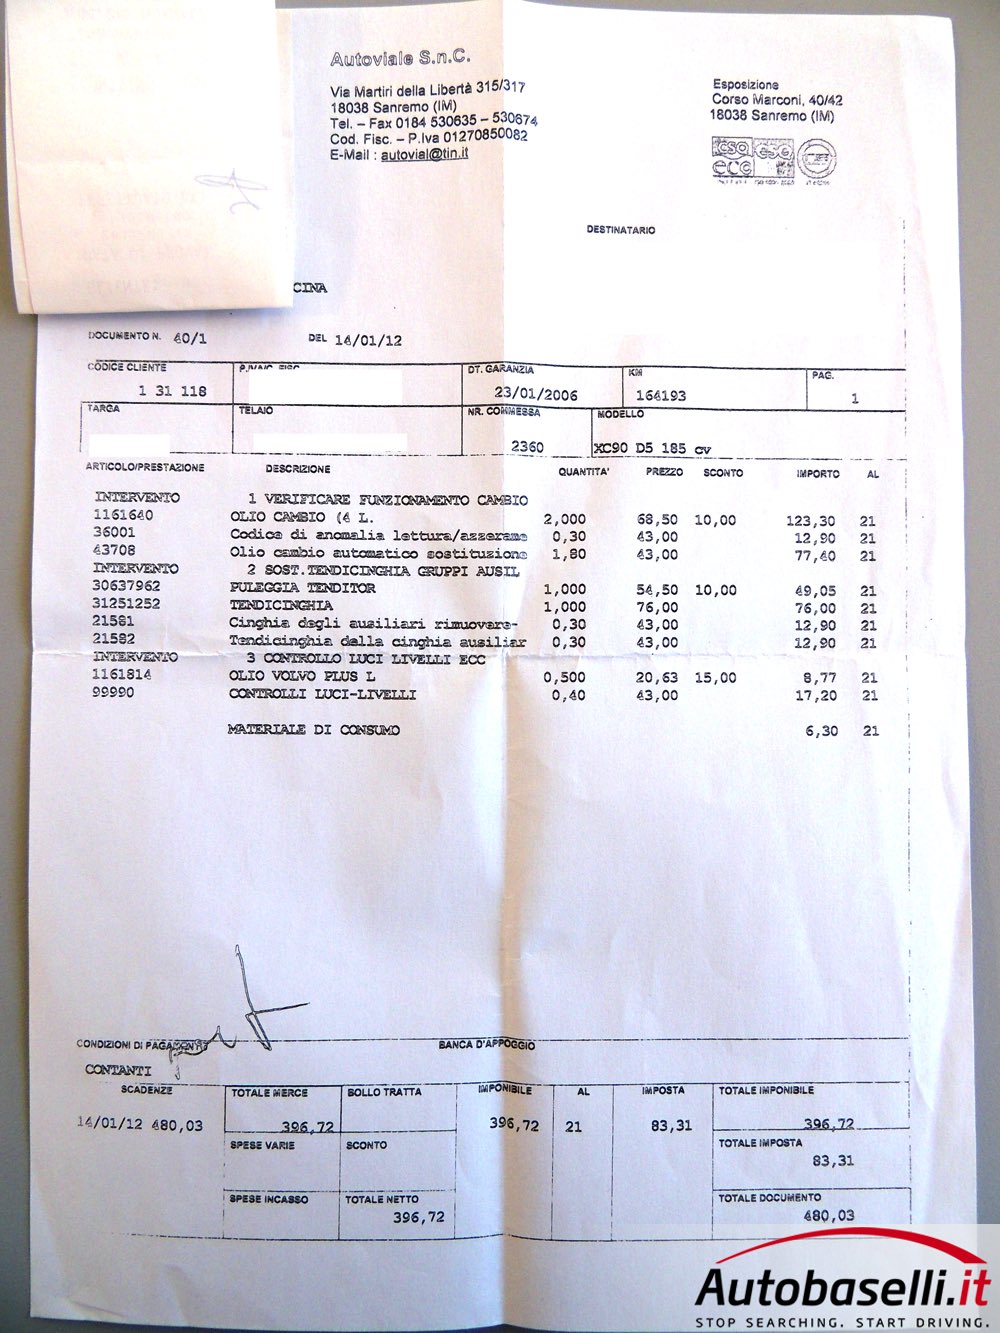 Autoviale S.n.C.
Via Martiri della Libertà 315/317
18038 Sanremo (IM)
Tel. – Fax 0184 530635 – 530674
Cod. Fisc. – P.Iva 01270850082
E-Mail : autovial@tin.it
Esposizione
Corso Marconi, 40/42
18038 Sanremo (IM)
csq
ecc
DESTINATARIO
CINA
DOCUMENTO N. 40/1 DEL 14/01/12
CODICE CLIENTE P.IVA/C FISC DT. GARANZIA KM PAG.
1 31 118 23/01/2006 164193 1
TARGA TELAIO NR. COMMESSA MODELLO
2360 XC90 D5 185 cv
ARTICOLO/PRESTAZIONE DESCRIZIONE QUANTITA' PREZZO SCONTO IMPORTO AL
INTERVENTO 1 VERIFICARE FUNZIONAMENTO CAMBIO
1161640 OLIO CAMBIO (4 L. 2,000 68,50 10,00 123,30 21
36001 Codice di anomalia lettura/azzerame 0,30 43,00 12,90 21
43708 Olio cambio automatico sostituzione 1,80 43,00 77,40 21
INTERVENTO 2 SOST.TENDICINGHIA GRUPPI AUSIL
30637962 PULEGGIA TENDITOR 1,000 54,50 10,00 49,05 21
31251252 TENDICINGHIA 1,000 76,00 76,00 21
21581 Cinghia degli ausiliari rimuovere- 0,30 43,00 12,90 21
21582 Tendicinghia della cinghia ausiliar 0,30 43,00 12,90 21
INTERVENTO 3 CONTROLLO LUCI LIVELLI ECC
1161814 OLIO VOLVO PLUS L 0,500 20,63 15,00 8,77 21
99990 CONTROLLI LUCI-LIVELLI 0,40 43,00 17,20 21
MATERIALE DI CONSUMO 6,30 21
CONDIZIONI DI PAGAMENTO BANCA D'APPOGGIO
CONTANTI
SCADENZE TOTALE MERCE BOLLO TRATTA IMPONIBILE AL IMPOSTA TOTALE IMPONIBILE
14/01/12 480,03 396,72 396,72 21 83,31 396,72
SPESE VARIE SCONTO TOTALE IMPOSTA
83,31
SPESE INCASSO TOTALE NETTO TOTALE DOCUMENTO
396,72 480,03
Autobaselli.it
STOP SEARCHING. START DRIVING.